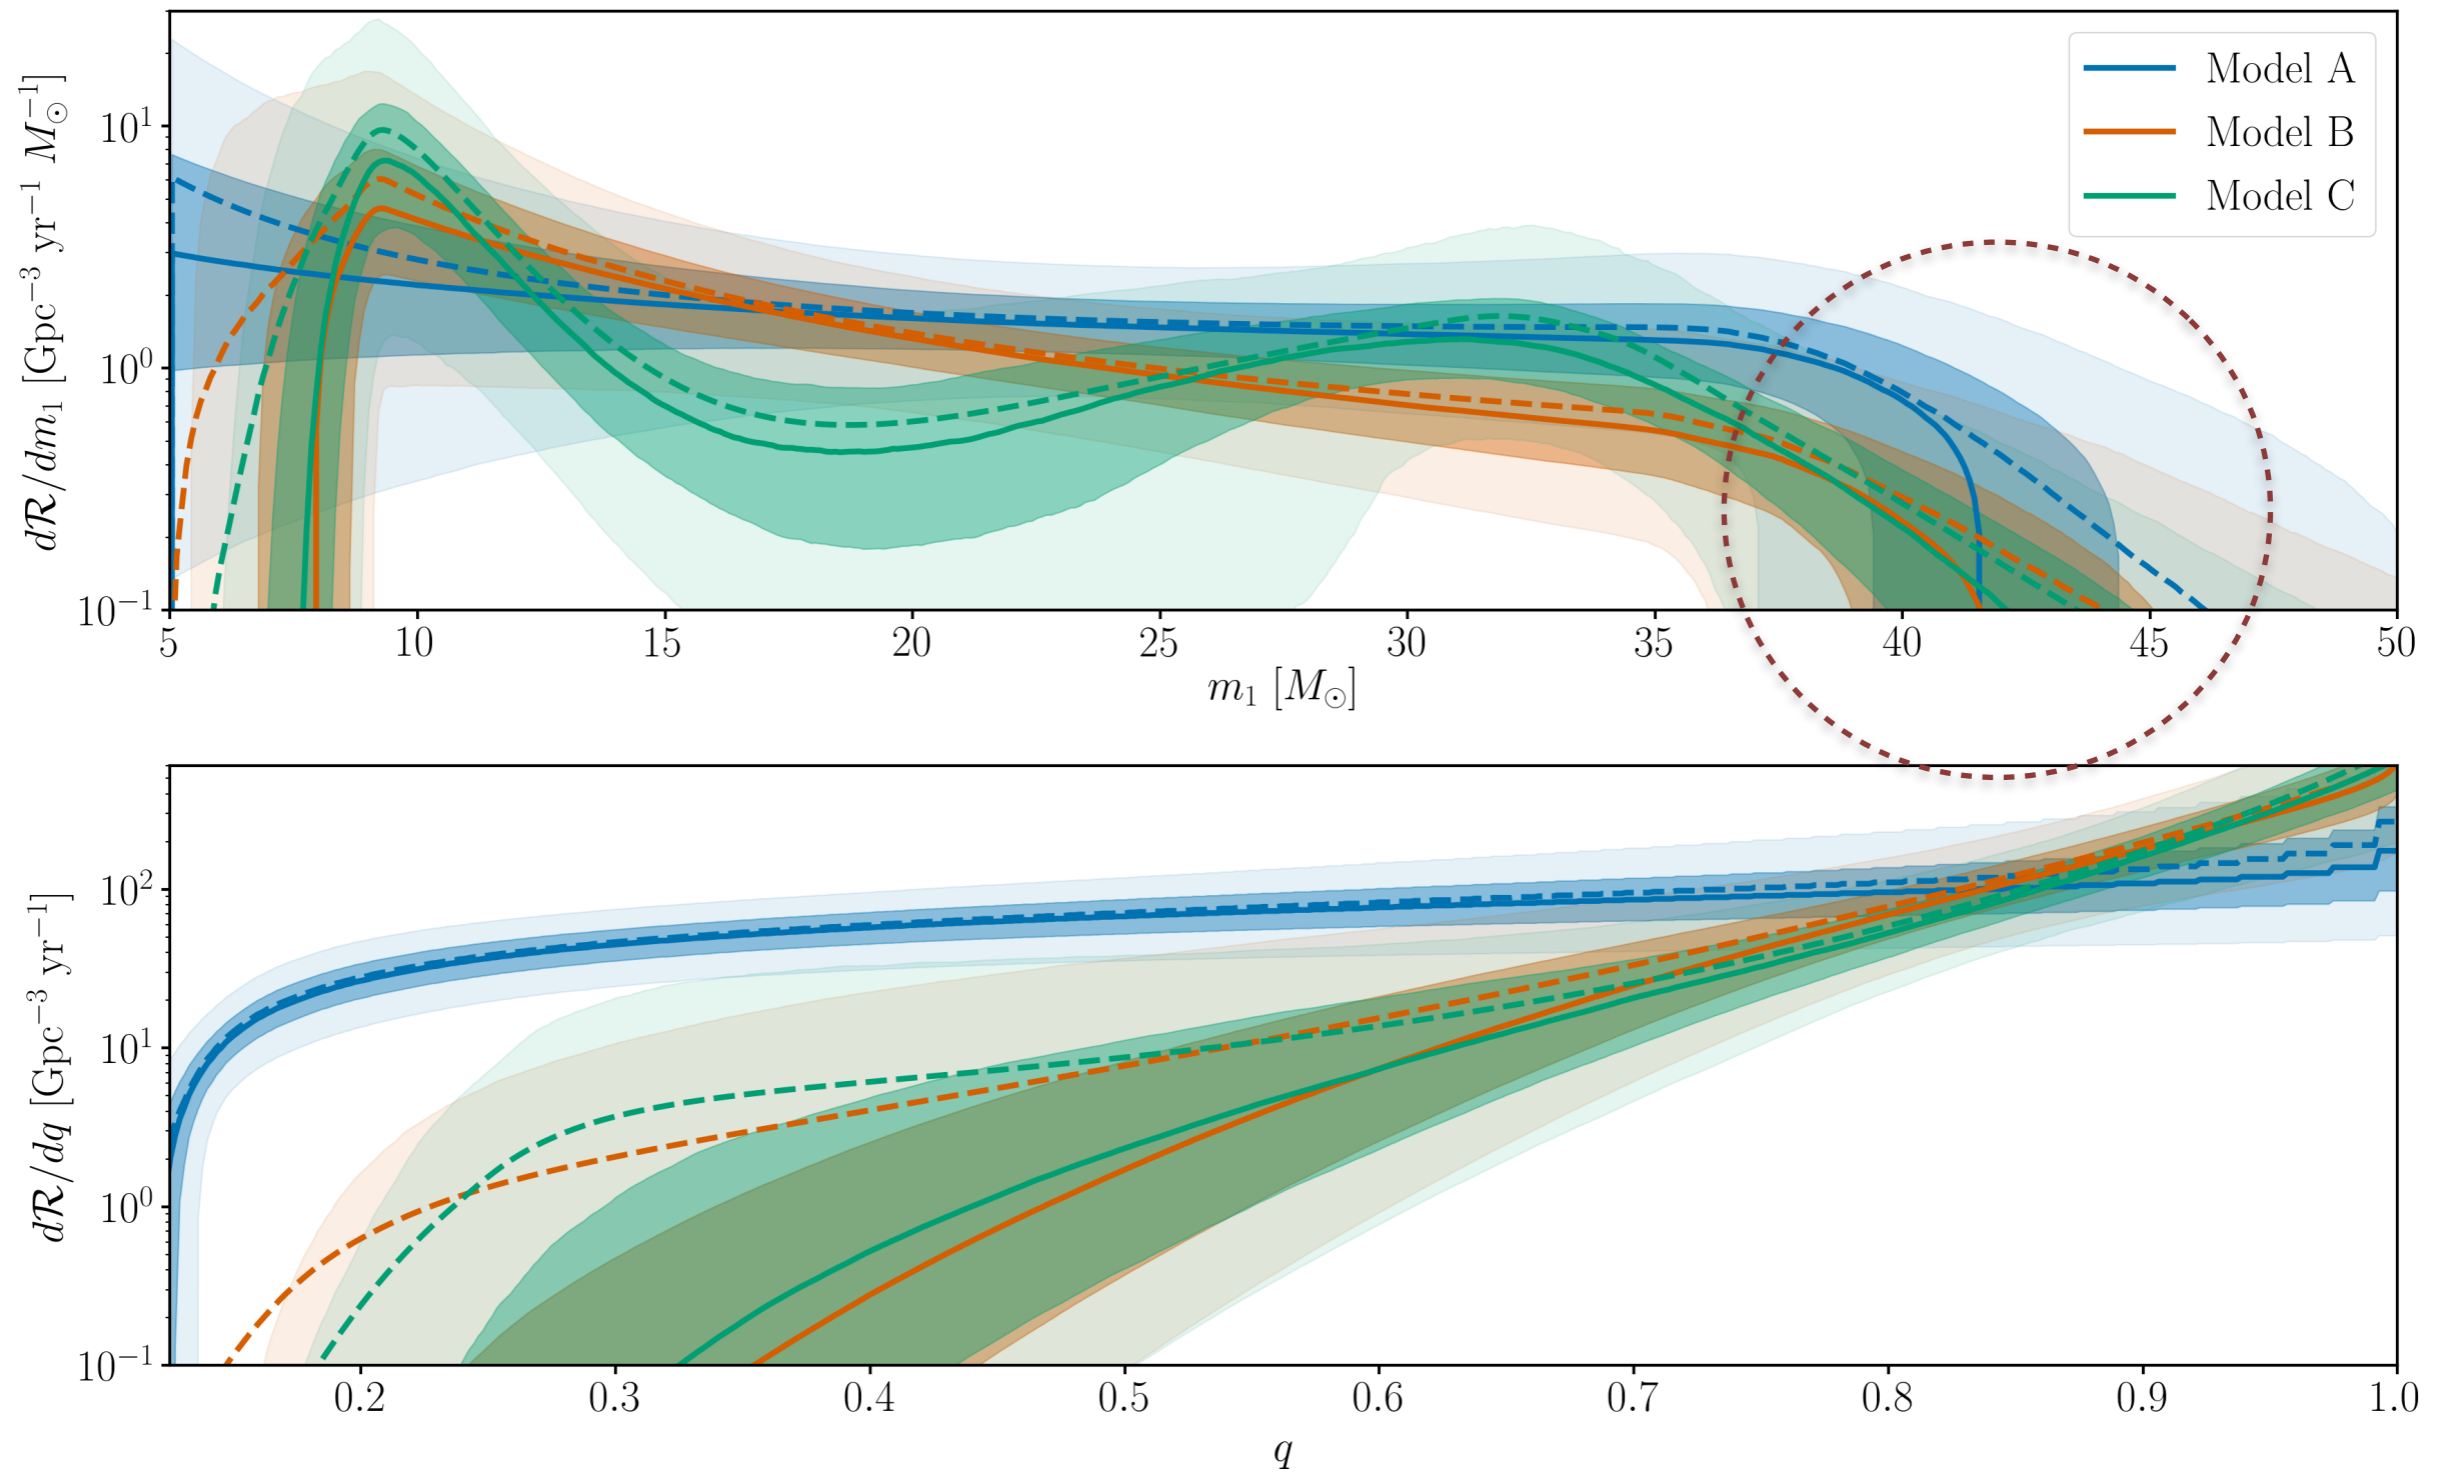 Model A
Model B
Model C
dℛ/dm₁ [Gpc⁻³ yr⁻¹ M⊙⁻¹]
10¹
10⁰
10⁻¹
5 10 15 20 25 30 35 40 45 50
m₁ [M⊙]
dℛ/dq [Gpc⁻³ yr⁻¹]
10²
10¹
10⁰
10⁻¹
0.2 0.3 0.4 0.5 0.6 0.7 0.8 0.9 1.0
q